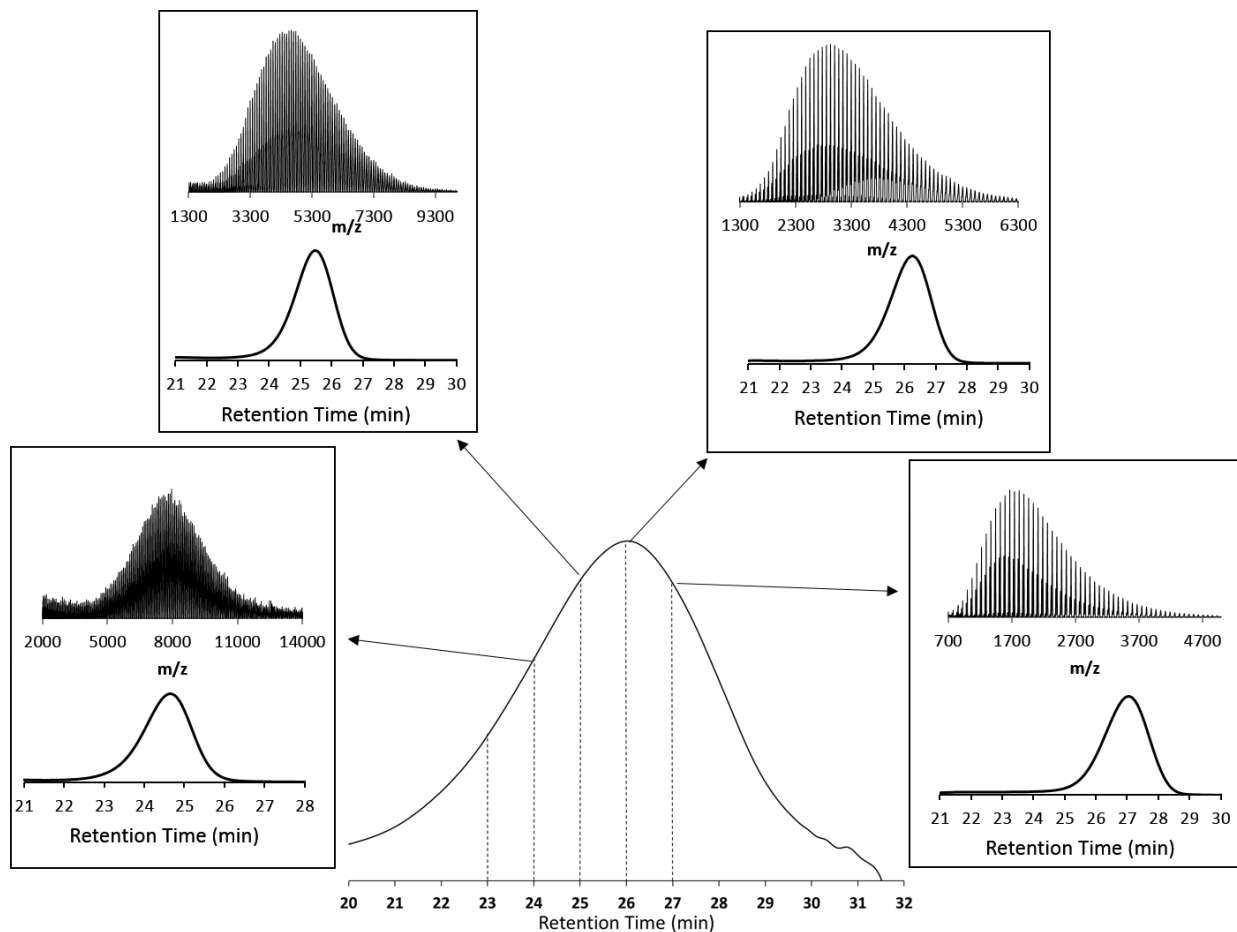 1300 3300 5300 7300 9300
m/z
21 22 23 24 25 26 27 28 29 30
Retention Time (min)
1300 2300 3300 4300 5300 6300
m/z
21 22 23 24 25 26 27 28 29 30
Retention Time (min)
2000 5000 8000 11000 14000
m/z
21 22 23 24 25 26 27 28
Retention Time (min)
700 1700 2700 3700 4700
m/z
21 22 23 24 25 26 27 28 29 30
Retention Time (min)
20 21 22 23 24 25 26 27 28 29 30 31 32
Retention Time (min)